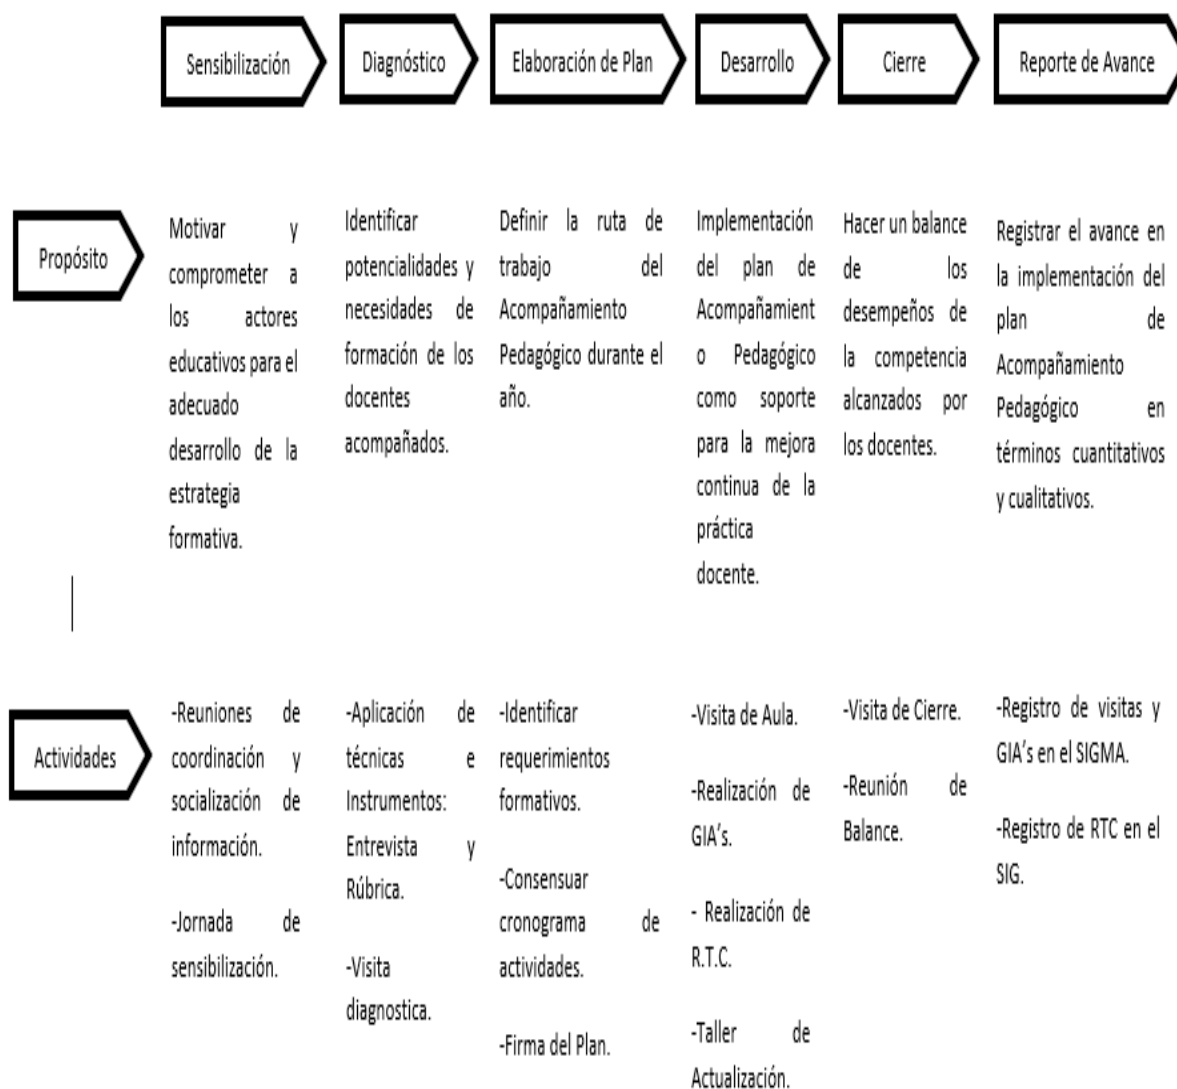 Sensibilización
Diagnóstico
Elaboración de Plan
Desarrollo
Cierre
Reporte de Avance
Propósito
Motivar y
comprometer a
los actores
educativos para el
adecuado
desarrollo de la
estrategia
formativa.
Identificar
potencialidades y
necesidades de
formación de los
docentes
acompañados.
Definir la ruta de
trabajo del
Acompañamiento
Pedagógico durante el
año.
Implementación
del plan de
Acompañamient
o Pedagógico
como soporte
para la mejora
continua de la
práctica
docente.
Hacer un balance
de los
desempeños de
la competencia
alcanzados por
los docentes.
Registrar el avance en
la implementación del
plan de
Acompañamiento
Pedagógico en
términos cuantitativos
y cualitativos.
Actividades
-Reuniones de
coordinación y
socialización de
información.
-Jornada de
sensibilización.
-Aplicación de
técnicas e
Instrumentos:
Entrevista y
Rúbrica.
-Visita
diagnostica.
-Identificar
requerimientos
formativos.
-Consensuar
cronograma de
actividades.
-Firma del Plan.
-Visita de Aula.
-Realización de
GIA's.
- Realización de
R.T.C.
-Taller de
Actualización.
-Visita de Cierre.
-Reunión de
Balance.
-Registro de visitas y
GIA's en el SIGMA.
-Registro de RTC en el
SIG.